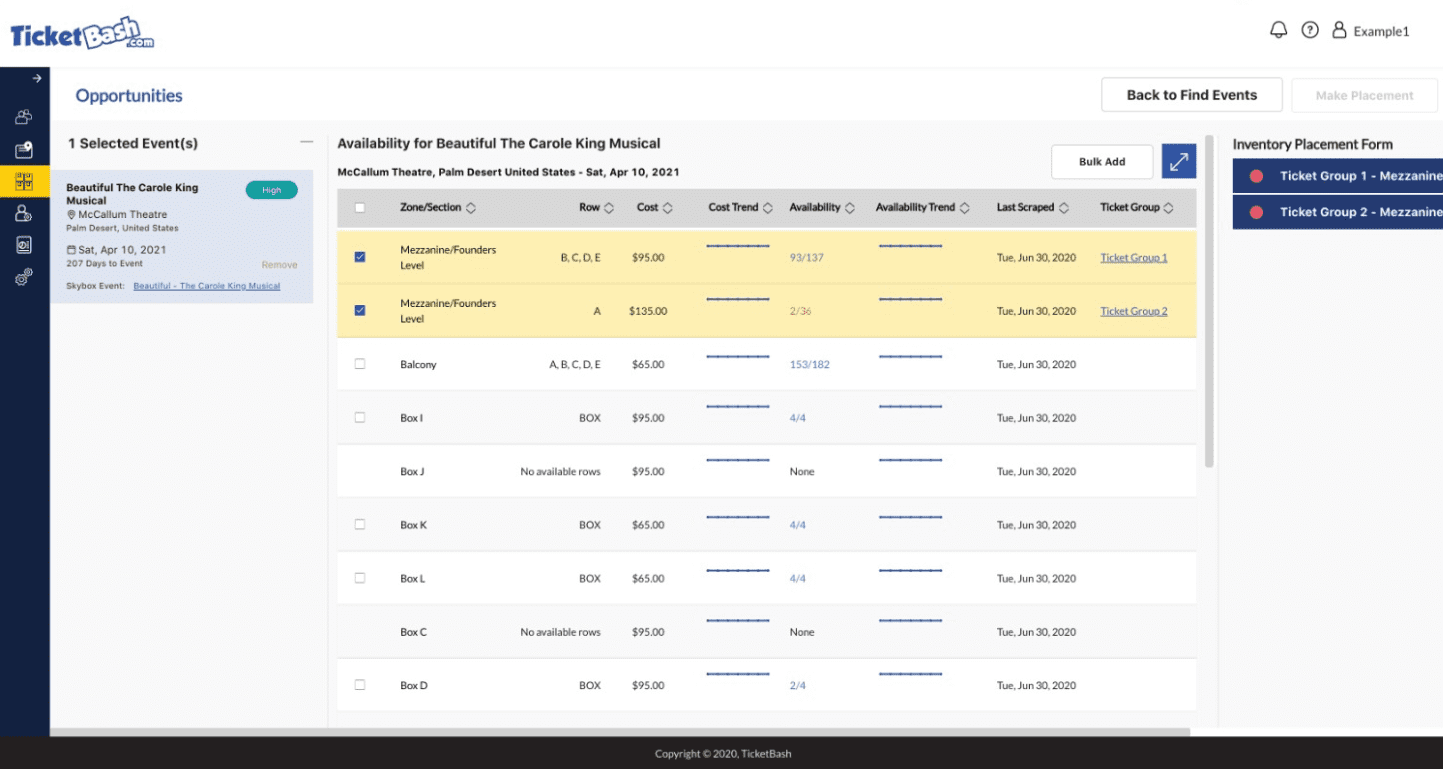 TicketBash.com
Example1
Opportunities
Back to Find Events
Make Placement
1 Selected Event(s)
Beautiful The Carole King
Musical
High
McCallum Theatre
Palm Desert, United States
Sat, Apr 10, 2021
207 Days to Event
Remove
Skybox Event: Beautiful - The Carole King Musical
Availability for Beautiful The Carole King Musical
McCallum Theatre, Palm Desert United States - Sat, Apr 10, 2021
Bulk Add
Zone/Section Row Cost Cost Trend Availability Availability Trend Last Scraped Ticket Group
Mezzanine/Founders
Level B, C, D, E $95.00 93/137 Tue, Jun 30, 2020 Ticket Group 1
Mezzanine/Founders
Level A $135.00 2/36 Tue, Jun 30, 2020 Ticket Group 2
Balcony A, B, C, D, E $65.00 153/182 Tue, Jun 30, 2020
Box I BOX $95.00 4/4 Tue, Jun 30, 2020
Box J No available rows $95.00 None Tue, Jun 30, 2020
Box K BOX $65.00 4/4 Tue, Jun 30, 2020
Box L BOX $65.00 4/4 Tue, Jun 30, 2020
Box C No available rows $95.00 None Tue, Jun 30, 2020
Box D BOX $95.00 2/4 Tue, Jun 30, 2020
Inventory Placement Form
Ticket Group 1 - Mezzanine
Ticket Group 2 - Mezzanine
Copyright © 2020, TicketBash